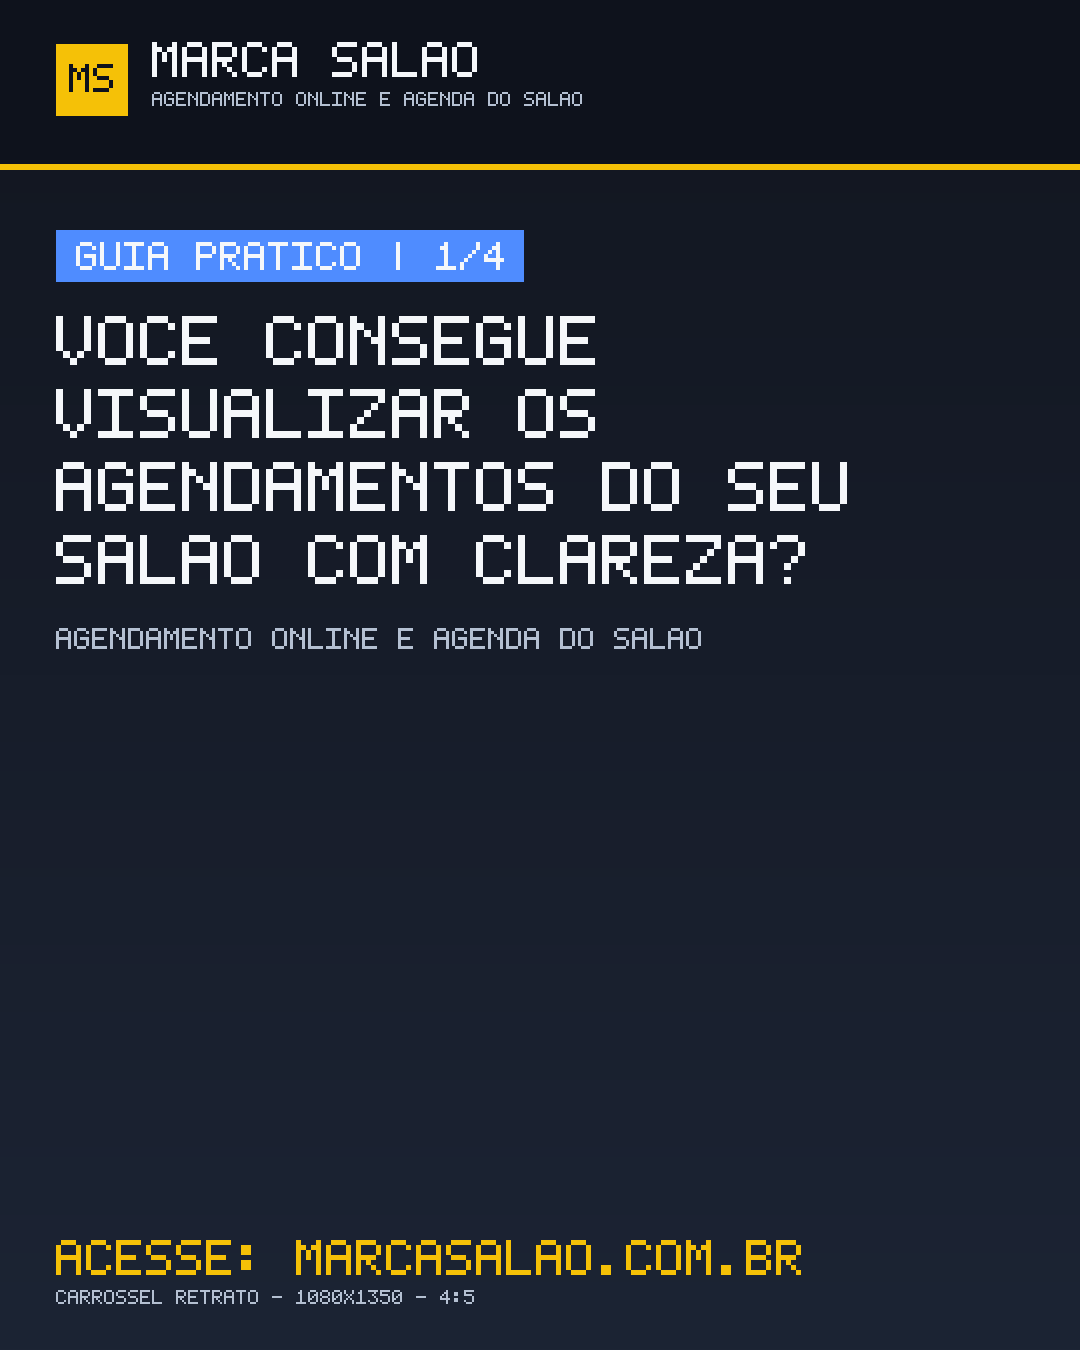 MS
MARCA SALAO
AGENDAMENTO ONLINE E AGENDA DO SALAO
GUIA PRATICO | 1/4
VOCE CONSEGUE
VISUALIZAR OS
AGENDAMENTOS DO SEU
SALAO COM CLAREZA?
AGENDAMENTO ONLINE E AGENDA DO SALAO
ACESSE: MARCASALAO.COM.BR
CARROSSEL RETRATO - 1080X1350 - 4:5